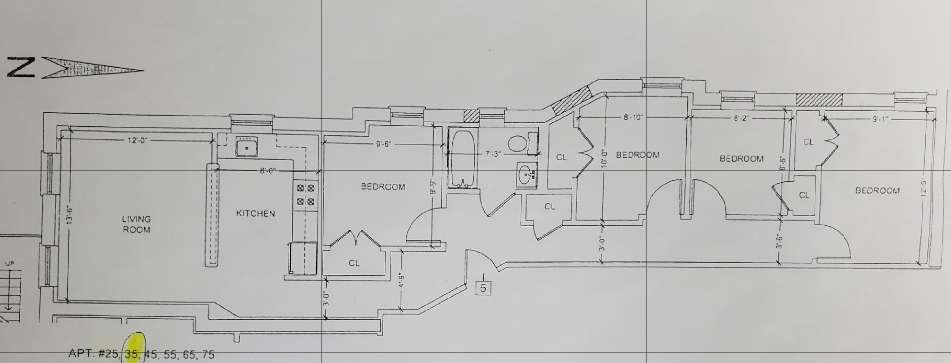 N
12'-0"
8'-0"
9'-6"
7'-3"
8'-10"
8'-2"
9'-1"
13'-6"
LIVING
ROOM
KITCHEN
BEDROOM
9'-9"
CL
CL
10'-0"
BEDROOM
BEDROOM
8'-6"
CL
CL
BEDROOM
12'-5
CL
3'-0"
4'-9"
3'-0"
3'-6"
5
UP
APT. #25, 35, 45, 55, 65, 75